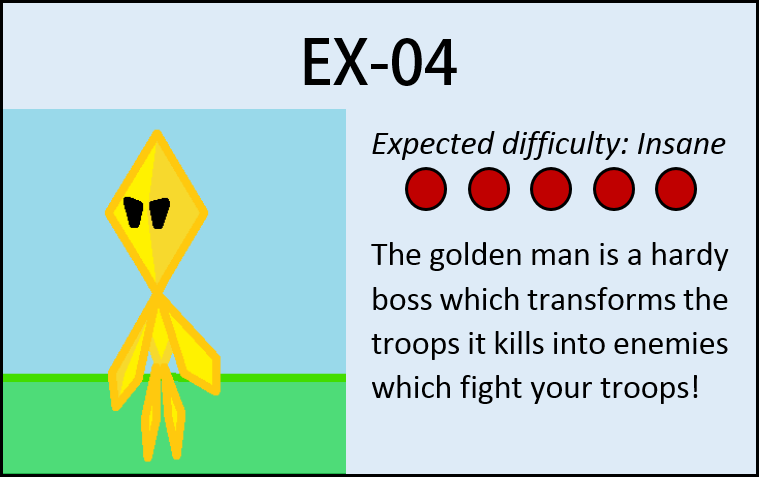 EX-04
Expected difficulty: Insane
The golden man is a hardy
boss which transforms the
troops it kills into enemies
which fight your troops!